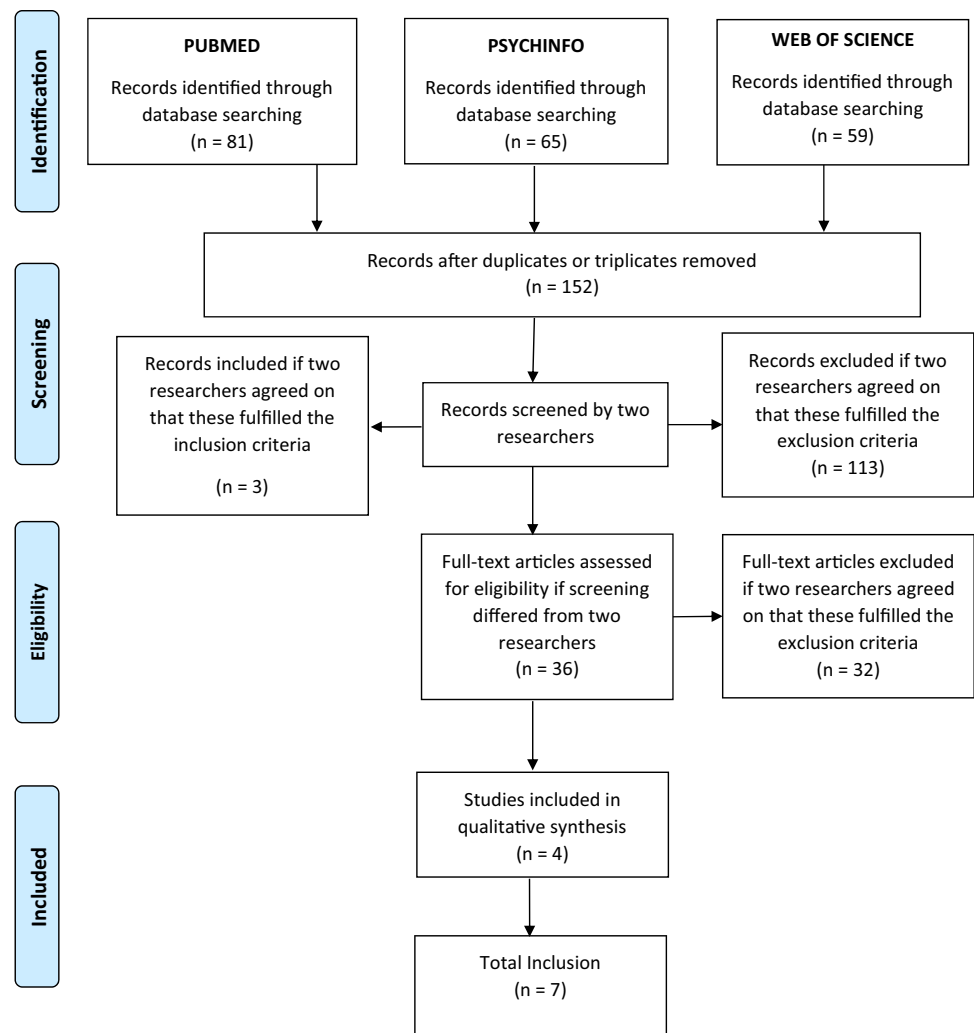 Identification
PUBMED
Records identified through
database searching
(n = 81)
PSYCHINFO
Records identified through
database searching
(n = 65)
WEB OF SCIENCE
Records identified through
database searching
(n = 59)
Screening
Records after duplicates or triplicates removed
(n = 152)
Records included if two
researchers agreed on
that these fulfilled the
inclusion criteria
(n = 3)
Records screened by two
researchers
Records excluded if two
researchers agreed on
that these fulfilled the
exclusion criteria
(n = 113)
Eligibility
Full-text articles assessed
for eligibility if screening
differed from two
researchers
(n = 36)
Full-text articles excluded
if two researchers agreed
on that these fulfilled the
exclusion criteria
(n = 32)
Included
Studies included in
qualitative synthesis
(n = 4)
Total Inclusion
(n = 7)